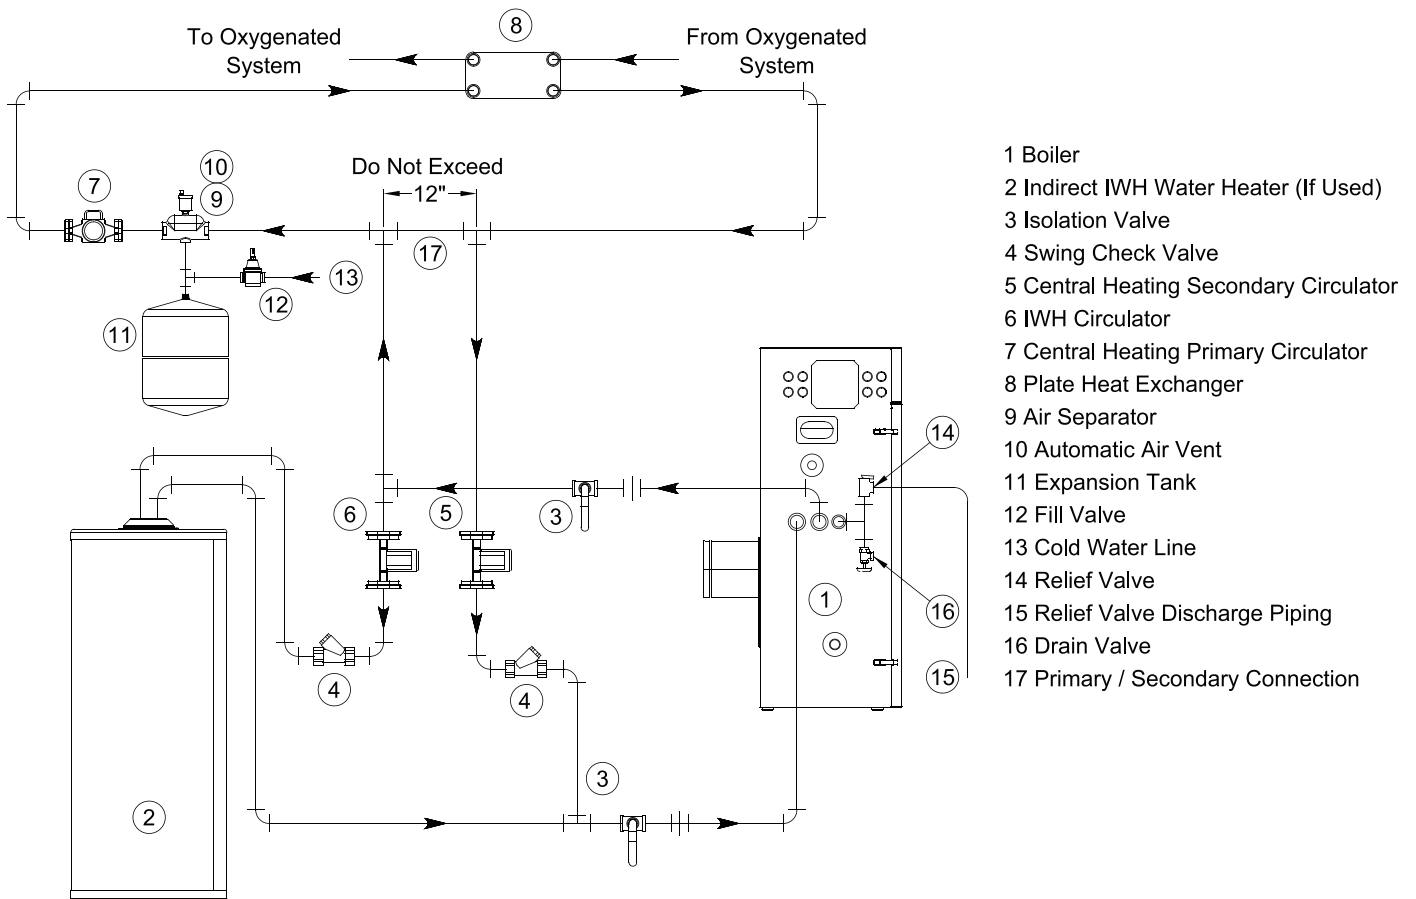 8
To Oxygenated
System
From Oxygenated
System
Do Not Exceed
12"
10
9
7
17
13
12
11
14
6
5
3
1
16
4
4
15
3
2
1 Boiler
2 Indirect IWH Water Heater (If Used)
3 Isolation Valve
4 Swing Check Valve
5 Central Heating Secondary Circulator
6 IWH Circulator
7 Central Heating Primary Circulator
8 Plate Heat Exchanger
9 Air Separator
10 Automatic Air Vent
11 Expansion Tank
12 Fill Valve
13 Cold Water Line
14 Relief Valve
15 Relief Valve Discharge Piping
16 Drain Valve
17 Primary / Secondary Connection